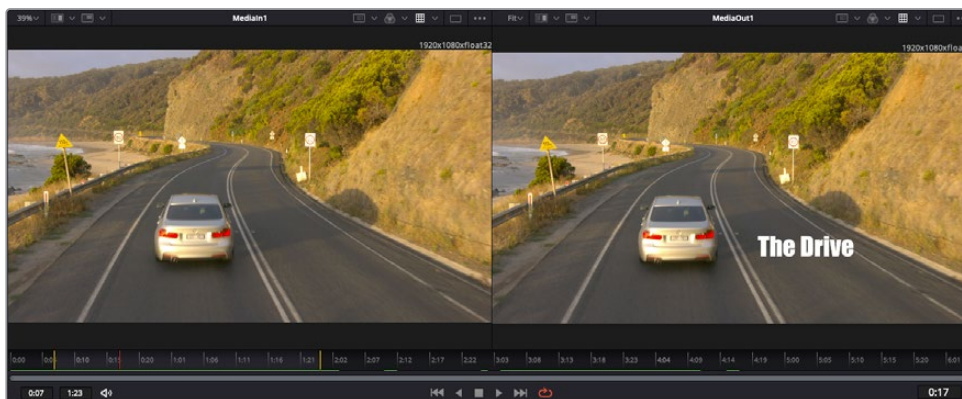 39% MediaIn1
Fit MediaOut1
1920x1080xfloat32
1920x1080xfloat
The Drive
0:00 0:05 0:10 0:15 0:20 1:01 1:06 1:11 1:16 1:21 2:02 2:07 2:12 2:17 2:22 3:03 3:08 3:13 3:18 3:23 4:04 4:09 4:14 4:19 5:00 5:05 5:10 5:15 5:20 6:01
0:07 1:23 0:17